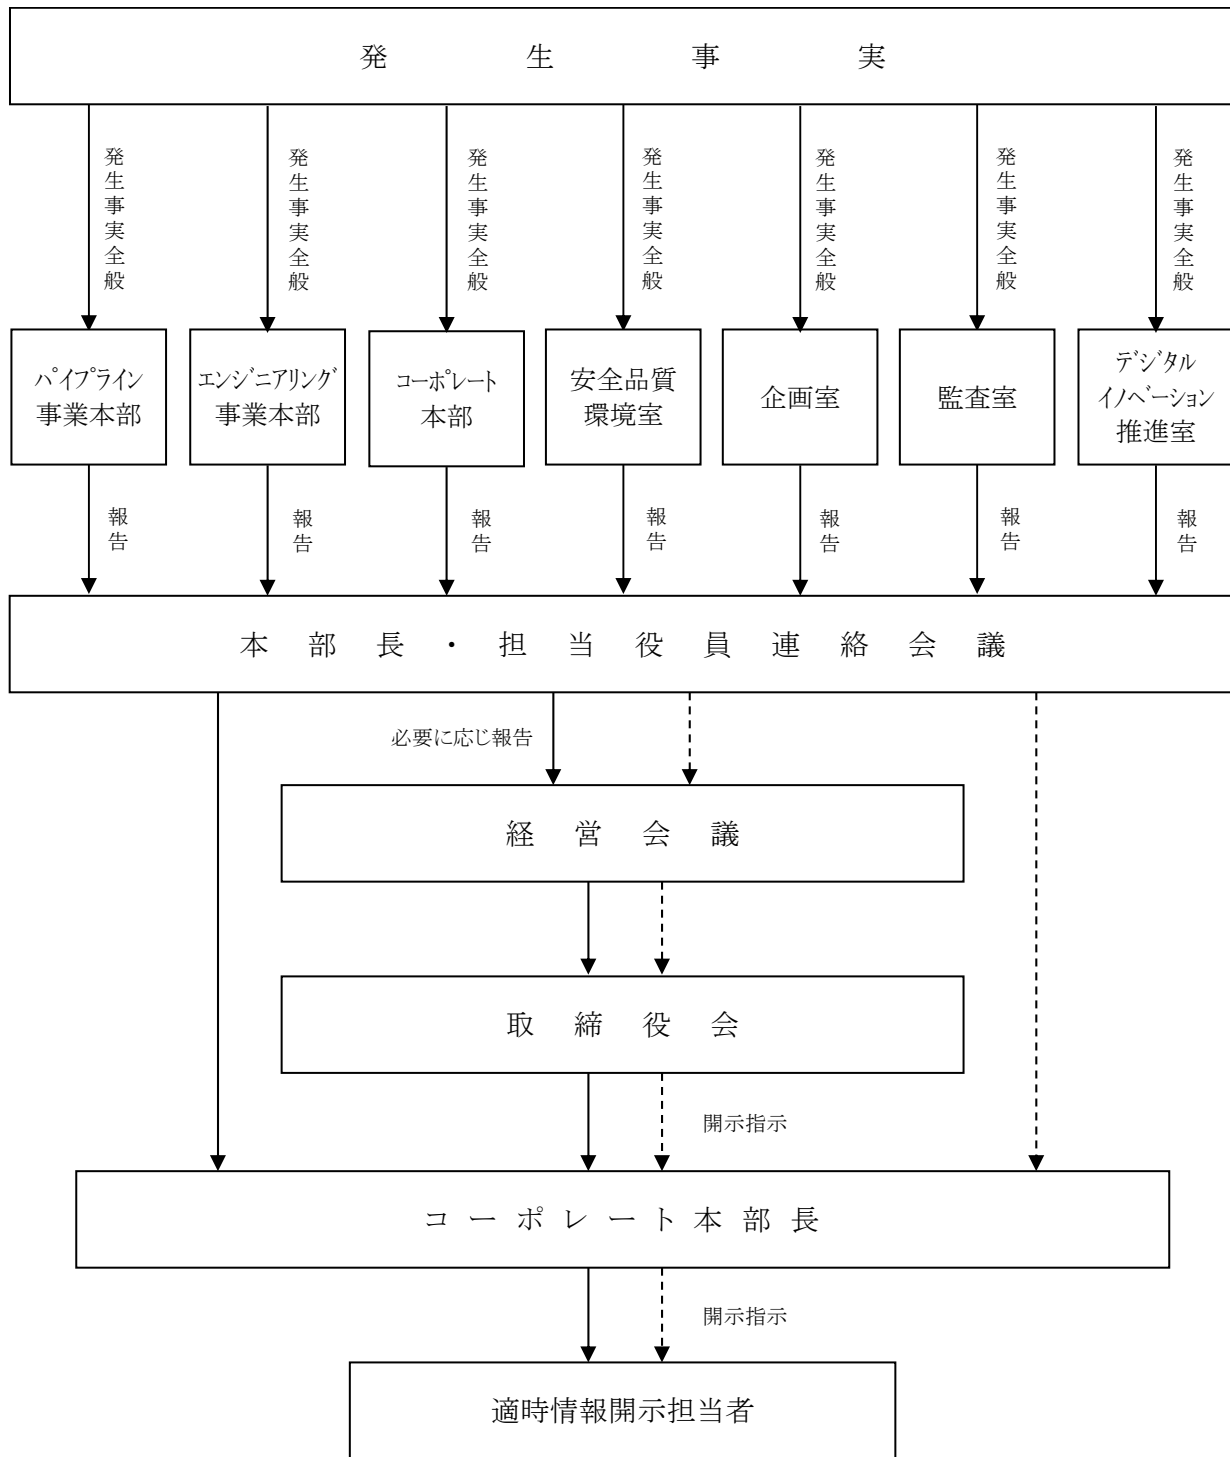 発生事実
発生事実全般
発生事実全般
発生事実全般
発生事実全般
発生事実全般
発生事実全般
発生事実全般
パイプライン
事業本部
エンジニアリング
事業本部
コーポレート
本部
安全品質
環境室
企画室
監査室
デジタル
イノベーション
推進室
報告
報告
報告
報告
報告
報告
報告
本部長・担当役員連絡会議
必要に応じ報告
経営会議
取締役会
開示指示
コーポレート本部長
開示指示
適時情報開示担当者